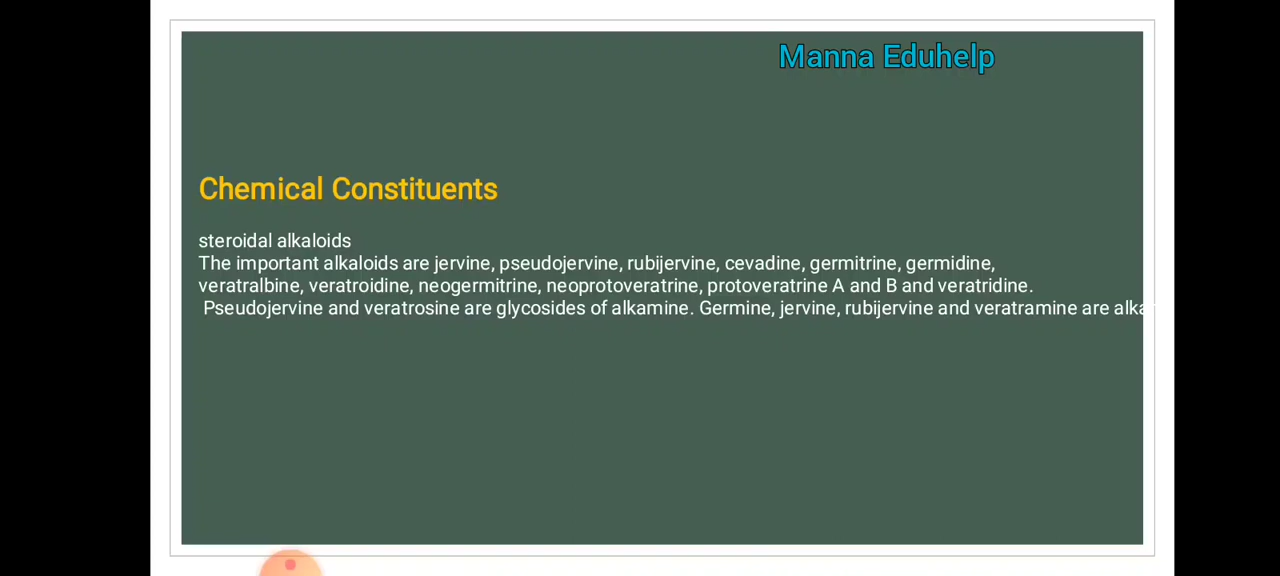 Manna Eduhelp
Chemical Constituents
steroidal alkaloids
The important alkaloids are jervine, pseudojervine, rubijervine, cevadine, germitrine, germidine,
veratralbine, veratroidine, neogermitrine, neoprotoveratrine, protoveratrine A and B and veratridine.
Pseudojervine and veratrosine are glycosides of alkamine. Germine, jervine, rubijervine and veratramine are